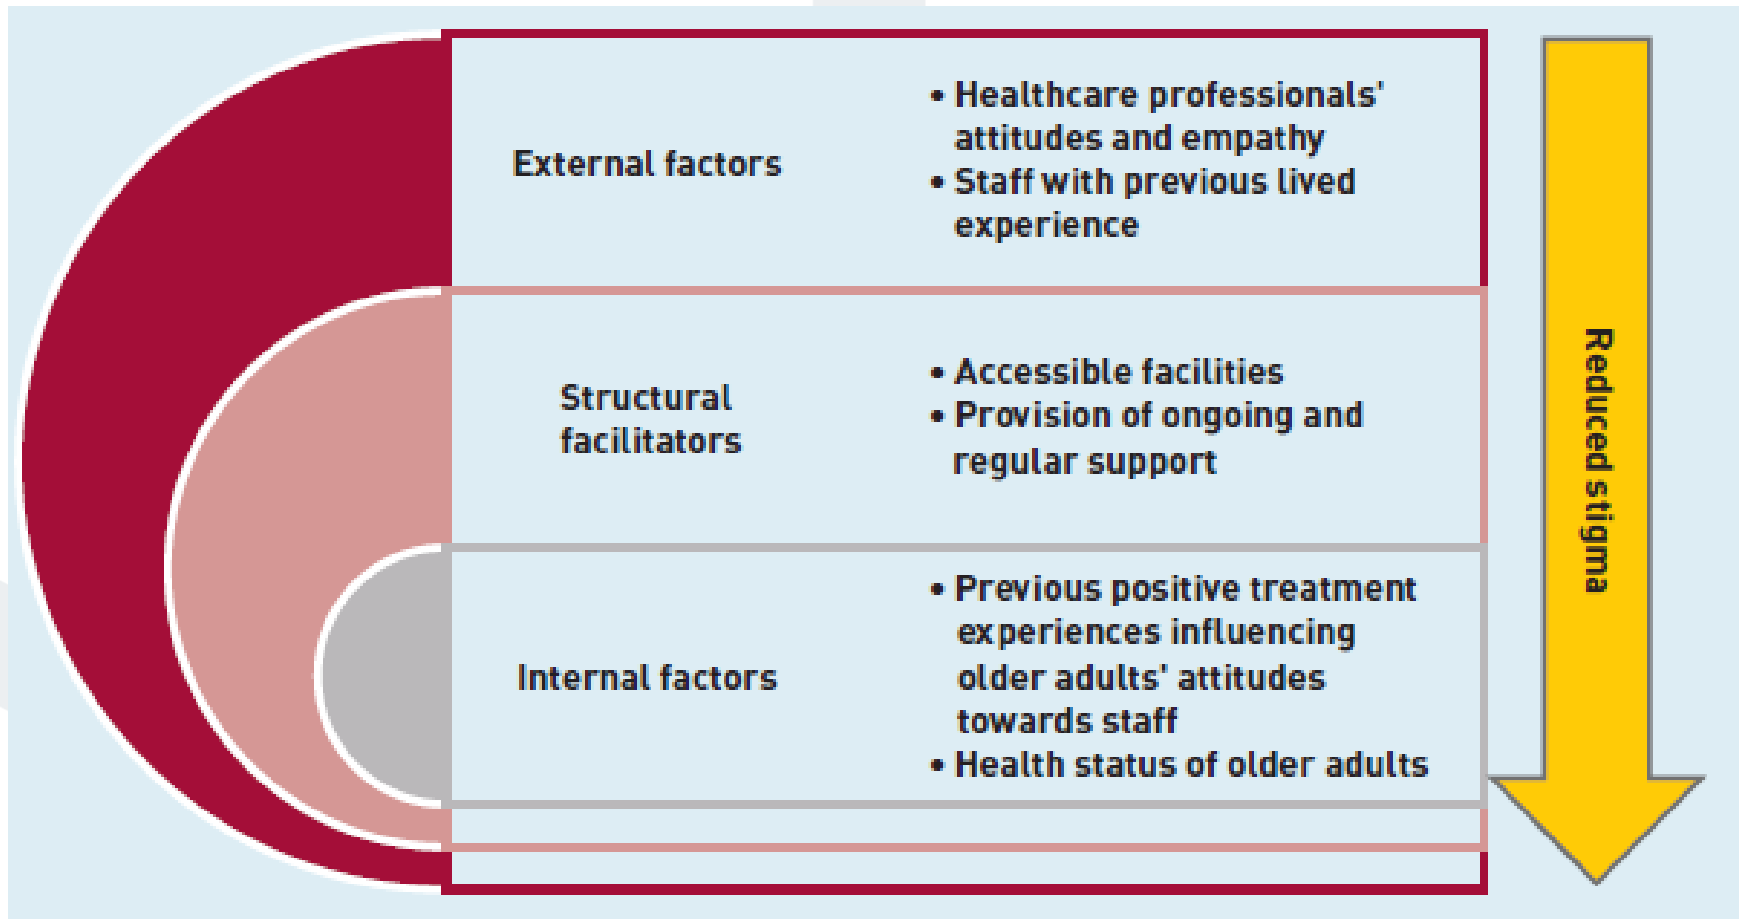 External factors
• Healthcare professionals'
attitudes and empathy
• Staff with previous lived
experience
Structural
facilitators
• Accessible facilities
• Provision of ongoing and
regular support
Internal factors
• Previous positive treatment
experiences influencing
older adults' attitudes
towards staff
• Health status of older adults
Reduced stigma